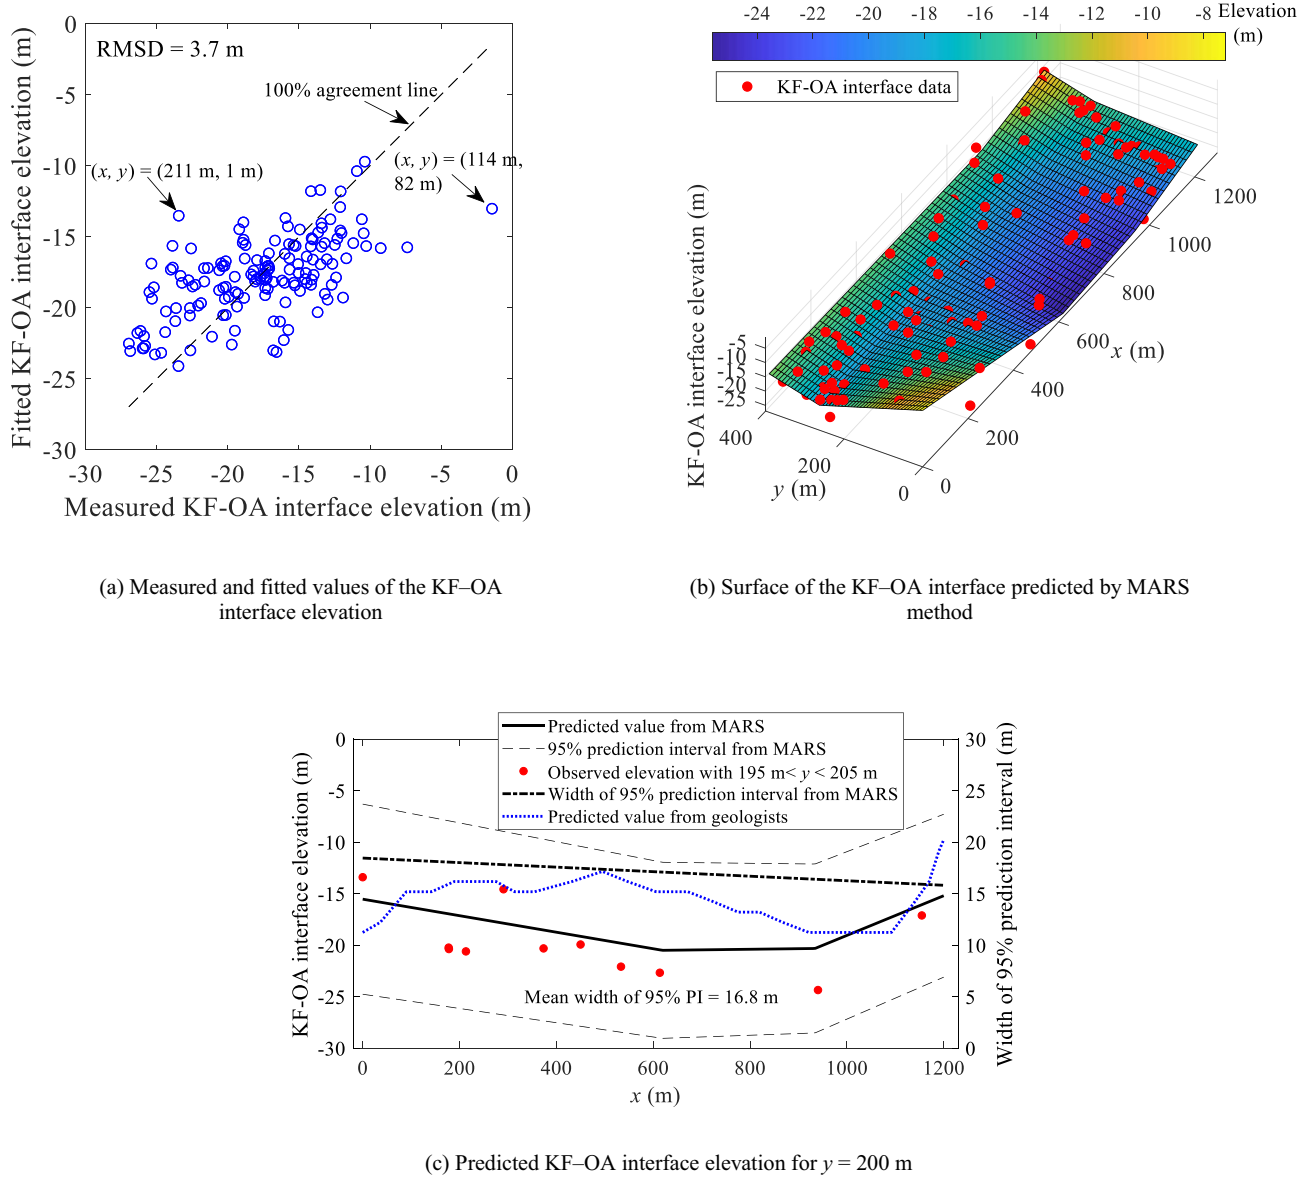 Fitted KF-OA interface elevation (m)
0
-5
-10
-15
-20
-25
-30
RMSD = 3.7 m
100% agreement line
(x, y) = (211 m, 1 m)
(x, y) = (114 m,
82 m)
-30 -25 -20 -15 -10 -5 0
Measured KF-OA interface elevation (m)
(a) Measured and fitted values of the KF–OA
interface elevation
-24 -22 -20 -18 -16 -14 -12 -10 -8 Elevation
(m)
KF-OA interface data
KF-OA interface elevation (m)
-5
-10
-15
-20
-25
400
200
0
y (m)
0
200
400
600
800
1000
1200
x (m)
(b) Surface of the KF–OA interface predicted by MARS
method
Predicted value from MARS
95% prediction interval from MARS
Observed elevation with 195 m< y < 205 m
Width of 95% prediction interval from MARS
Predicted value from geologists
KF-OA interface elevation (m)
0
-5
-10
-15
-20
-25
-30
Mean width of 95% PI = 16.8 m
30
25
20
15
10
5
0
Width of 95% prediction interval (m)
0 200 400 600 800 1000 1200
x (m)
(c) Predicted KF–OA interface elevation for y = 200 m